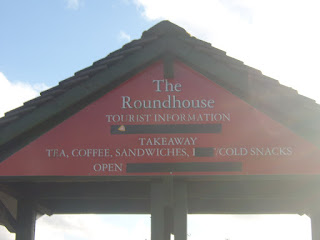 The
Roundhouse
TOURIST INFORMATION
TAKEAWAY
TEA, COFFEE, SANDWICHES, COLD SNACKS
OPEN